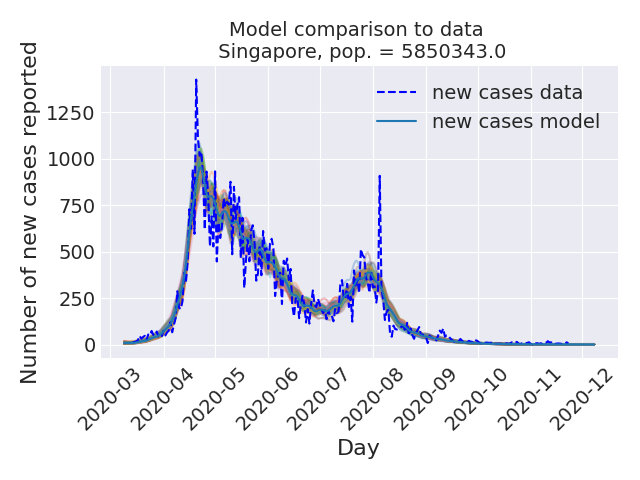 Model comparison to data
Singapore, pop. = 5850343.0
Number of new cases reported
1250
1000
750
500
250
0
new cases data
new cases model
2020-03
2020-04
2020-05
2020-06
2020-07
2020-08
2020-09
2020-10
2020-11
2020-12
Day